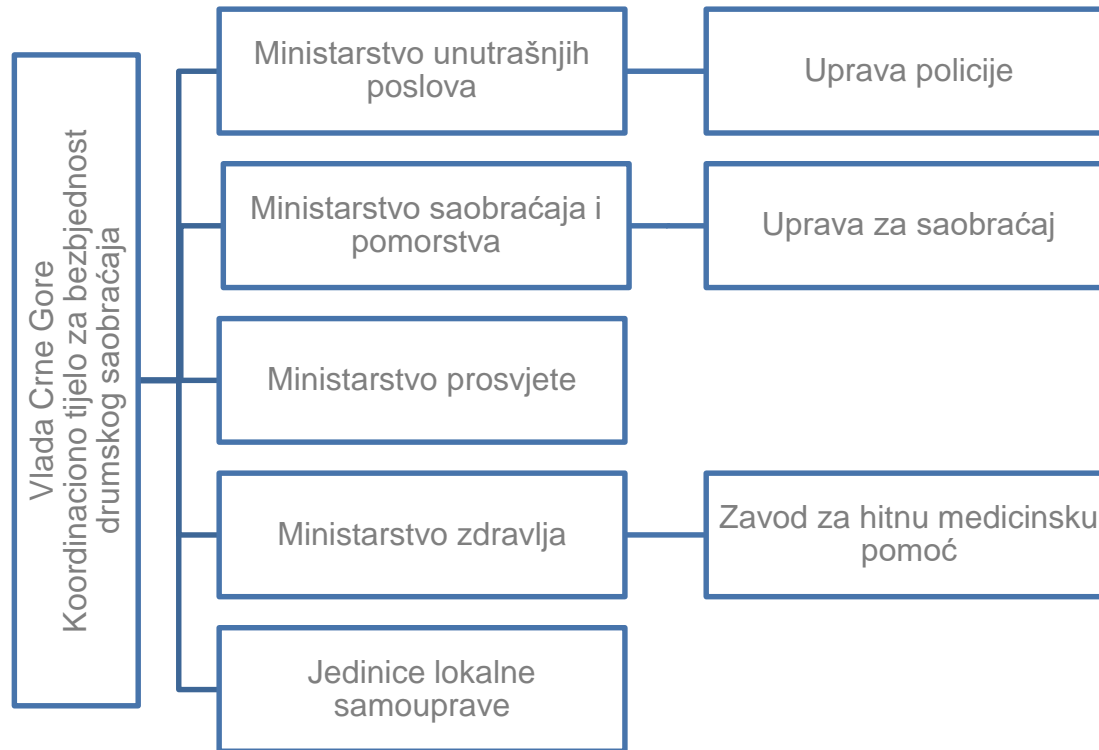 Vlada Crne Gore
Koordinaciono tijelo za bezbjednost
drumskog saobraćaja
Ministarstvo unutrašnjih
poslova
Uprava policije
Ministarstvo saobraćaja i
pomorstva
Uprava za saobraćaj
Ministarstvo prosvjete
Ministarstvo zdravlja
Zavod za hitnu medicinsku
pomoć
Jedinice lokalne
samouprave